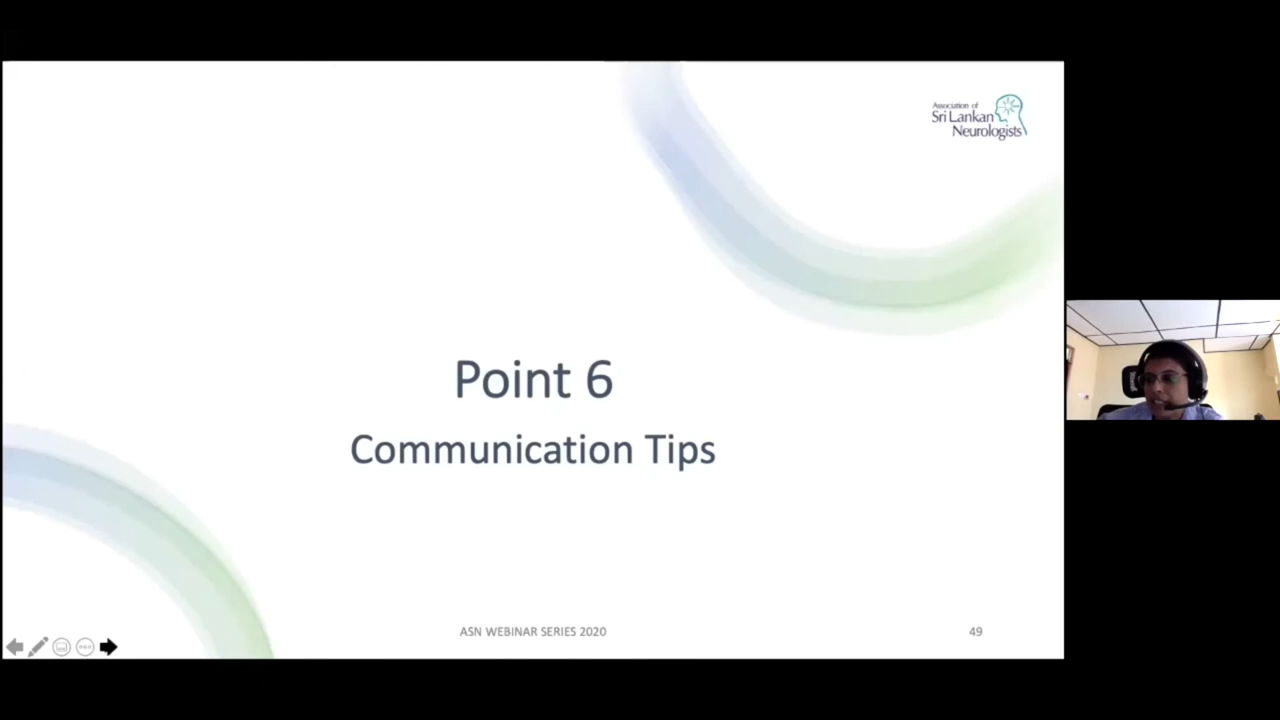 Association of
Sri Lankan
Neurologists
Point 6
Communication Tips
ASN WEBINAR SERIES 2020
49